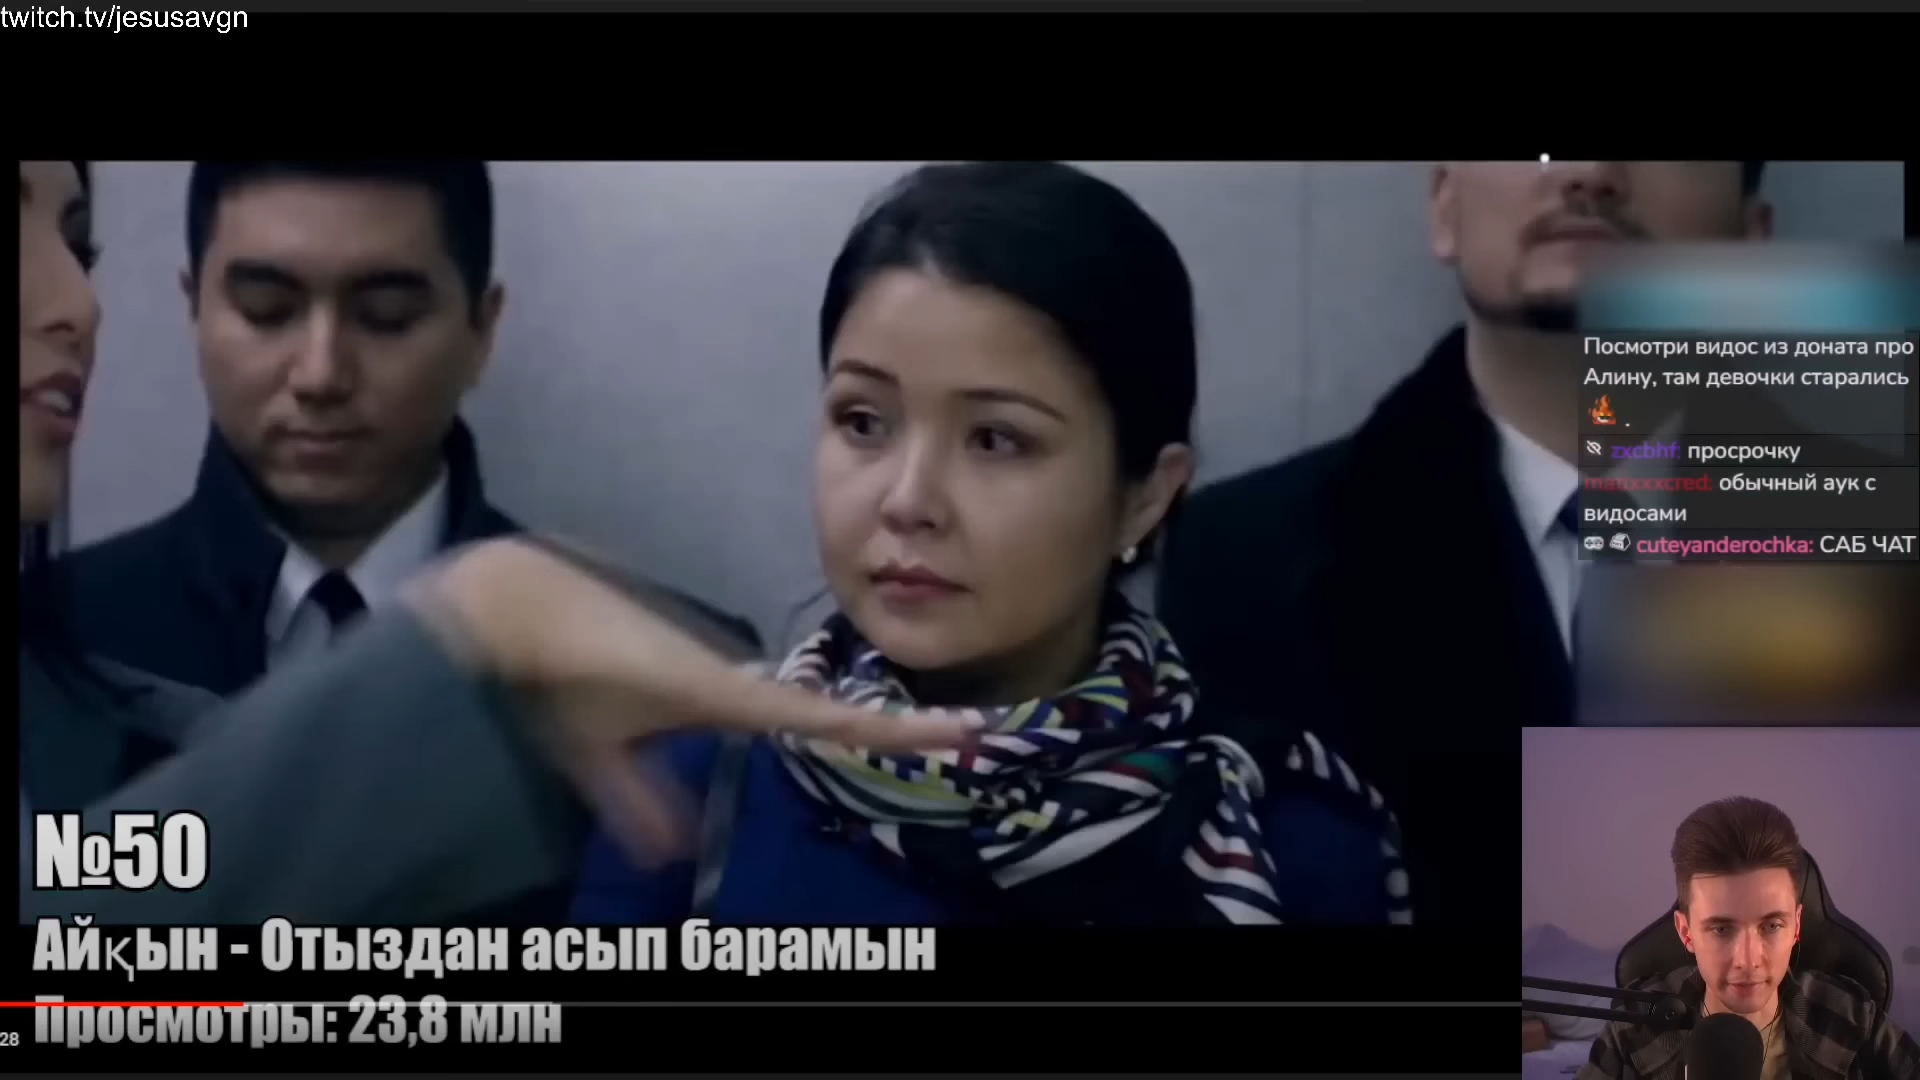 twitch.tv/jesusavgn
Посмотри видос из доната про
Алину, там девочки старались
.
zxcbhf: просрочку
обычный аук с
видосами
cuteyanderochka: САБ ЧАТ
№50
Айқын - Отыздан асып барамын
Просмотры: 23,8 млн
28